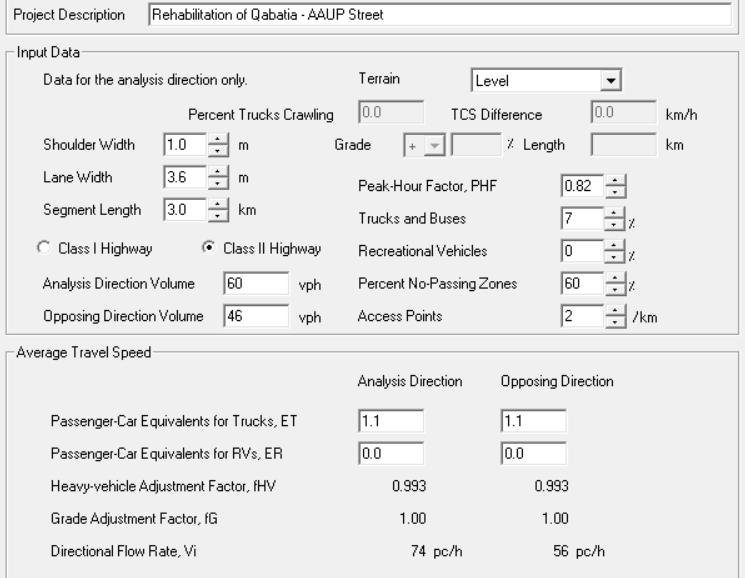 Project Description Rehabilitation of Qabatia - AAUP Street
Input Data
Data for the analysis direction only. Terrain Level
Percent Trucks Crawling 0.0 TCS Difference 0.0 km/h
Shoulder Width 1.0 m Grade + % Length km
Lane Width 3.6 m Peak-Hour Factor, PHF 0.82
Segment Length 3.0 km Trucks and Buses 7 %
Class I Highway Class II Highway Recreational Vehicles 0 %
Analysis Direction Volume 60 vph Percent No-Passing Zones 60 %
Opposing Direction Volume 46 vph Access Points 2 /km
Average Travel Speed
Analysis Direction Opposing Direction
Passenger-Car Equivalents for Trucks, ET 1.1 1.1
Passenger-Car Equivalents for RVs, ER 0.0 0.0
Heavy-vehicle Adjustment Factor, fHV 0.993 0.993
Grade Adjustment Factor, fG 1.00 1.00
Directional Flow Rate, Vi 74 pc/h 56 pc/h